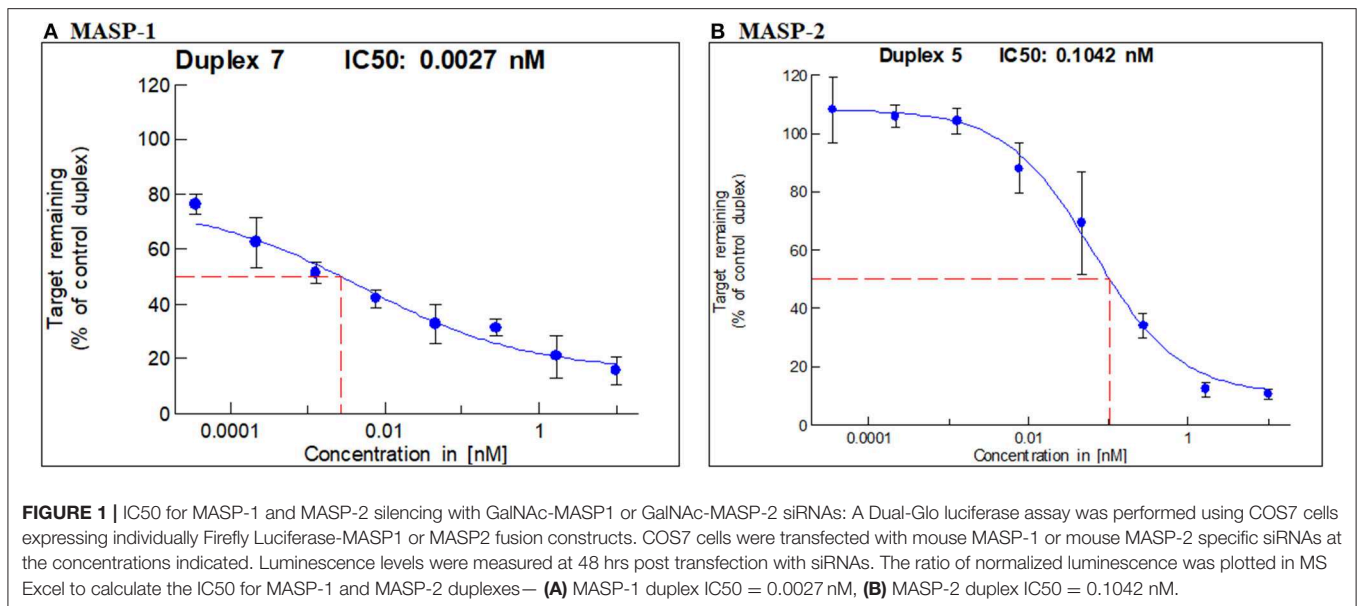 A MASP-1
Duplex 7 IC50: 0.0027 nM
120
100
80
60
40
20
0
Target remaining
(% of control duplex)
0.0001 0.01 1
Concentration in [nM]
B MASP-2
Duplex 5 IC50: 0.1042 nM
120
100
80
60
40
20
0
Target remaining
(% of control duplex)
0.0001 0.01 1
Concentration in [nM]
FIGURE 1 | IC50 for MASP-1 and MASP-2 silencing with GalNAc-MASP1 or GalNAc-MASP-2 siRNAs: A Dual-Glo luciferase assay was performed using COS7 cells
expressing individually Firefly Luciferase-MASP1 or MASP2 fusion constructs. COS7 cells were transfected with mouse MASP-1 or mouse MASP-2 specific siRNAs at
the concentrations indicated. Luminescence levels were measured at 48 hrs post transfection with siRNAs. The ratio of normalized luminescence was plotted in MS
Excel to calculate the IC50 for MASP-1 and MASP-2 duplexes— (A) MASP-1 duplex IC50 = 0.0027 nM, (B) MASP-2 duplex IC50 = 0.1042 nM.